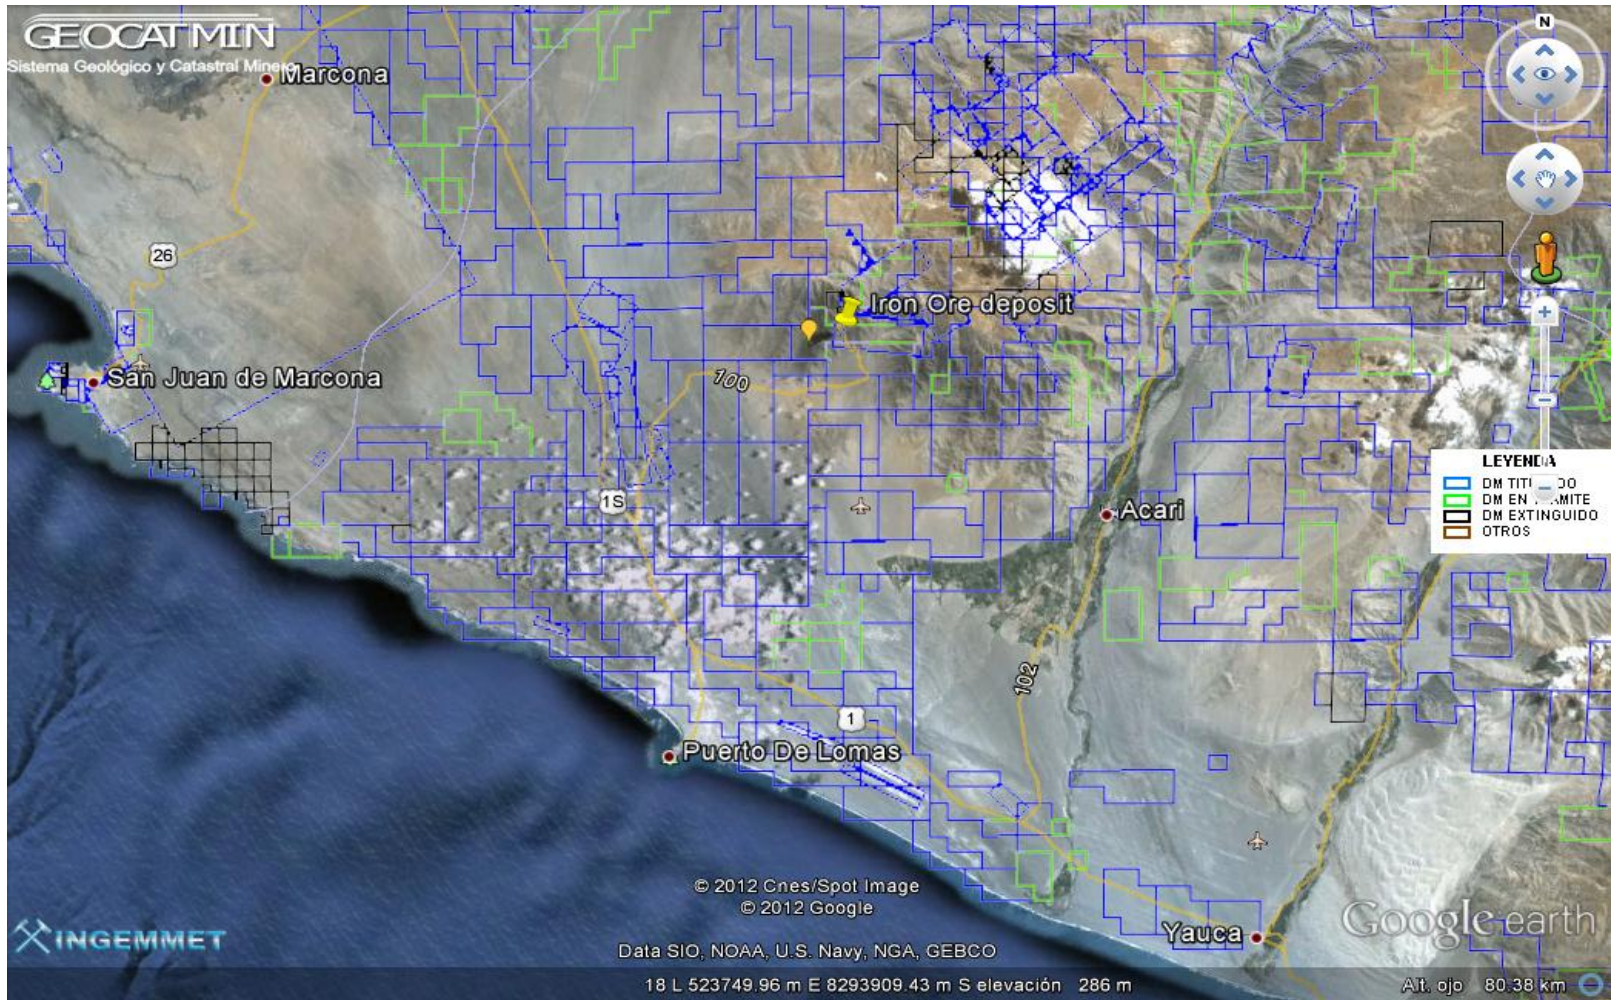 GEOCATMIN
Sistema Geológico y Catastral Minero
Marcona
N
26
Iron Ore deposit
100
San Juan de Marcona
LEYENDA
DM EN
DM EXTINGUIDO
OTROS
1S
Acari
102
1
Puerto De Lomas
© 2012 Cnes/Spot Image
© 2012 Google
Yauca
Google earth
INGEMMET
Data SIO, NOAA, U.S. Navy, NGA, GEBCO
18 L 523749.96 m E 8293909.43 m S elevación 286 m
Alt. ojo 80.38 km